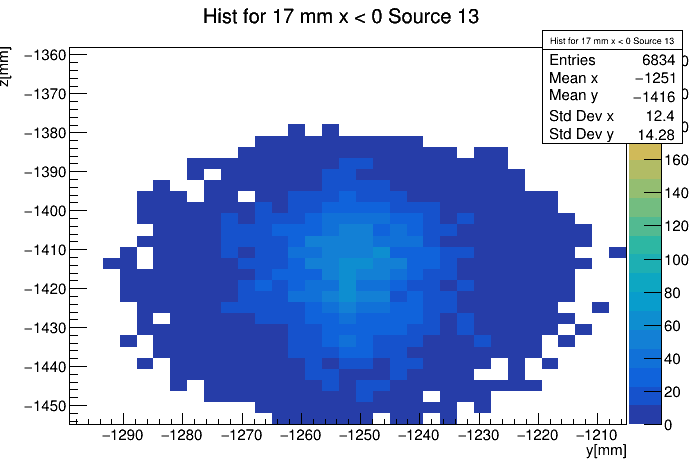 Hist for 17 mm x < 0 Source 13
z[mm]
Hist for 17 mm x < 0 Source 13
Entries 6834
Mean x −1251
Mean y −1416
Std Dev x 12.4
Std Dev y 14.28
−1360
−1370
−1380
−1390
−1400
−1410
−1420
−1430
−1440
−1450
−1290 −1280 −1270 −1260 −1250 −1240 −1230 −1220 −1210
y[mm]
160
140
120
100
80
60
40
20
0